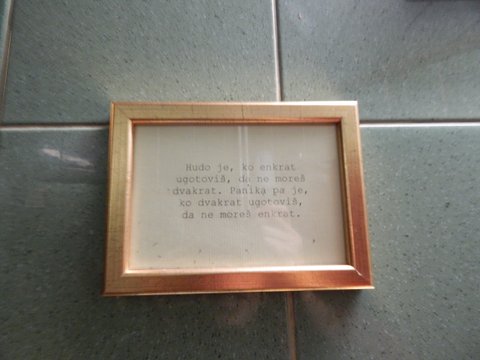 Hudo je, ko enkrat
ugotoviš, da ne moreš
dvakrat. Panika pa je,
ko dvakrat ugotoviš,
da ne moreš enkrat.